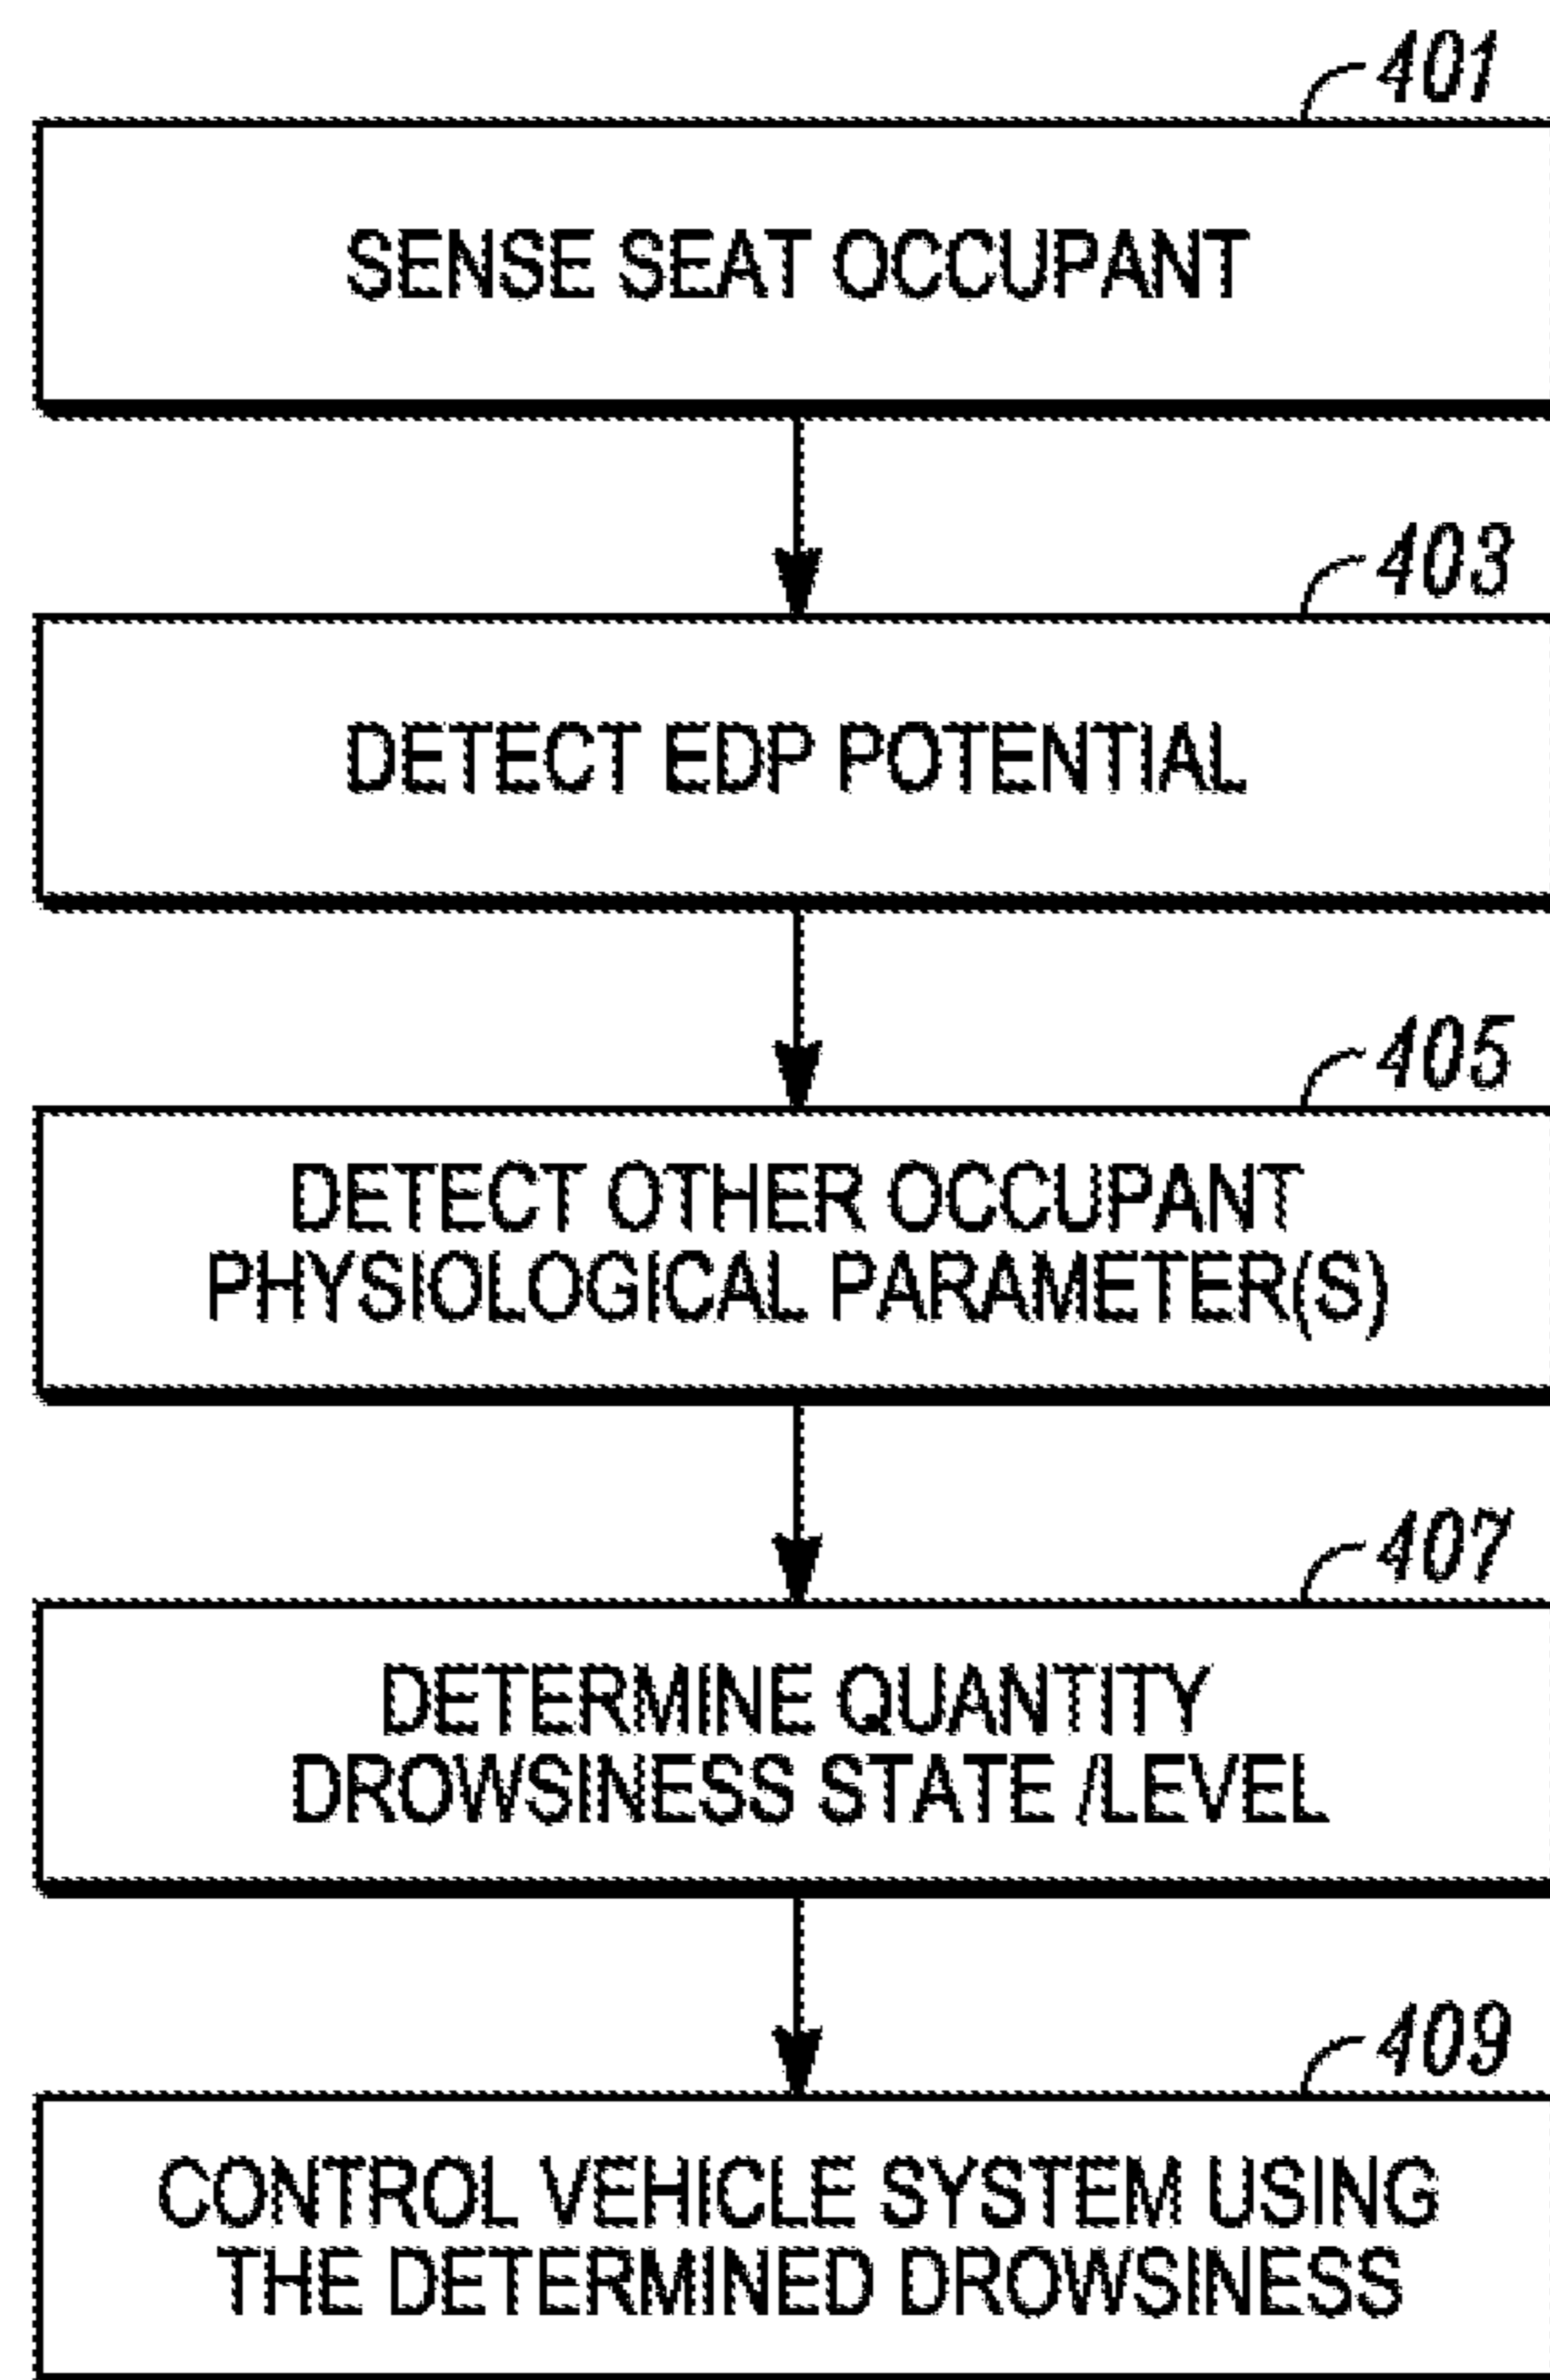 401
SENSE SEAT OCCUPANT
403
DETECT EDP POTENTIAL
405
DETECT OTHER OCCUPANT
PHYSIOLOGICAL PARAMETER(S)
407
DETERMINE QUANTITY
DROWSINESS STATE /LEVEL
409
CONTROL VEHICLE SYSTEM USING
THE DETERMINED DROWSINESS